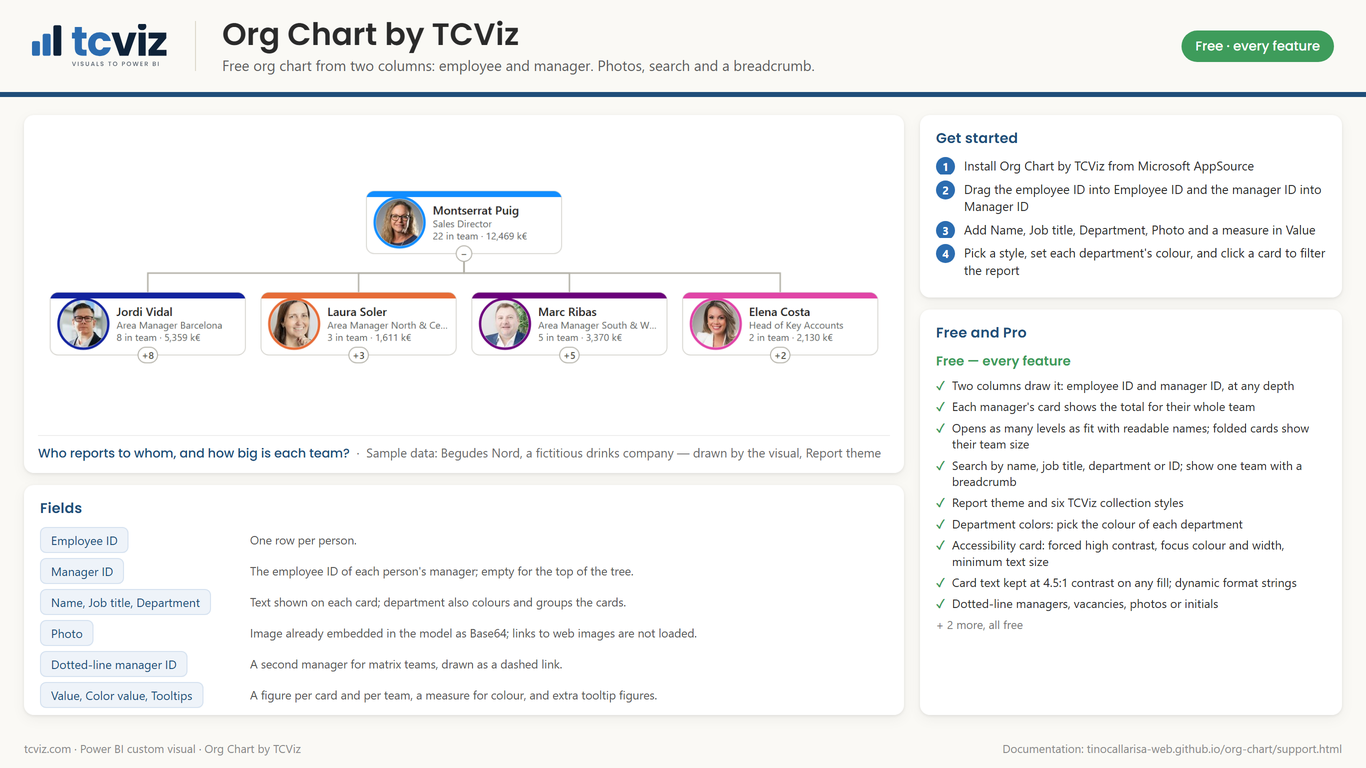 tcviz
VISUALS TO POWER BI
Org Chart by TCViz
Free org chart from two columns: employee and manager. Photos, search and a breadcrumb.
Free · every feature
Montserrat Puig
Sales Director
22 in team · 12,469 k€
−
Jordi Vidal
Area Manager Barcelona
8 in team · 5,359 k€
+8
Laura Soler
Area Manager North & Ce...
3 in team · 1,611 k€
+3
Marc Ribas
Area Manager South & W...
5 in team · 3,370 k€
+5
Elena Costa
Head of Key Accounts
2 in team · 2,130 k€
+2
Who reports to whom, and how big is each team? · Sample data: Begudes Nord, a fictitious drinks company — drawn by the visual, Report theme
Fields
Employee ID
One row per person.
Manager ID
The employee ID of each person's manager; empty for the top of the tree.
Name, Job title, Department
Text shown on each card; department also colours and groups the cards.
Photo
Image already embedded in the model as Base64; links to web images are not loaded.
Dotted-line manager ID
A second manager for matrix teams, drawn as a dashed link.
Value, Color value, Tooltips
A figure per card and per team, a measure for colour, and extra tooltip figures.
Get started
1 Install Org Chart by TCViz from Microsoft AppSource
2 Drag the employee ID into Employee ID and the manager ID into
Manager ID
3 Add Name, Job title, Department, Photo and a measure in Value
4 Pick a style, set each department's colour, and click a card to filter
the report
Free and Pro
Free — every feature
✓ Two columns draw it: employee ID and manager ID, at any depth
✓ Each manager's card shows the total for their whole team
✓ Opens as many levels as fit with readable names; folded cards show
their team size
✓ Search by name, job title, department or ID; show one team with a
breadcrumb
✓ Report theme and six TCViz collection styles
✓ Department colors: pick the colour of each department
✓ Accessibility card: forced high contrast, focus colour and width,
minimum text size
✓ Card text kept at 4.5:1 contrast on any fill; dynamic format strings
✓ Dotted-line managers, vacancies, photos or initials
+ 2 more, all free
tcviz.com · Power BI custom visual · Org Chart by TCViz
Documentation: tinocallarisa-web.github.io/org-chart/support.html